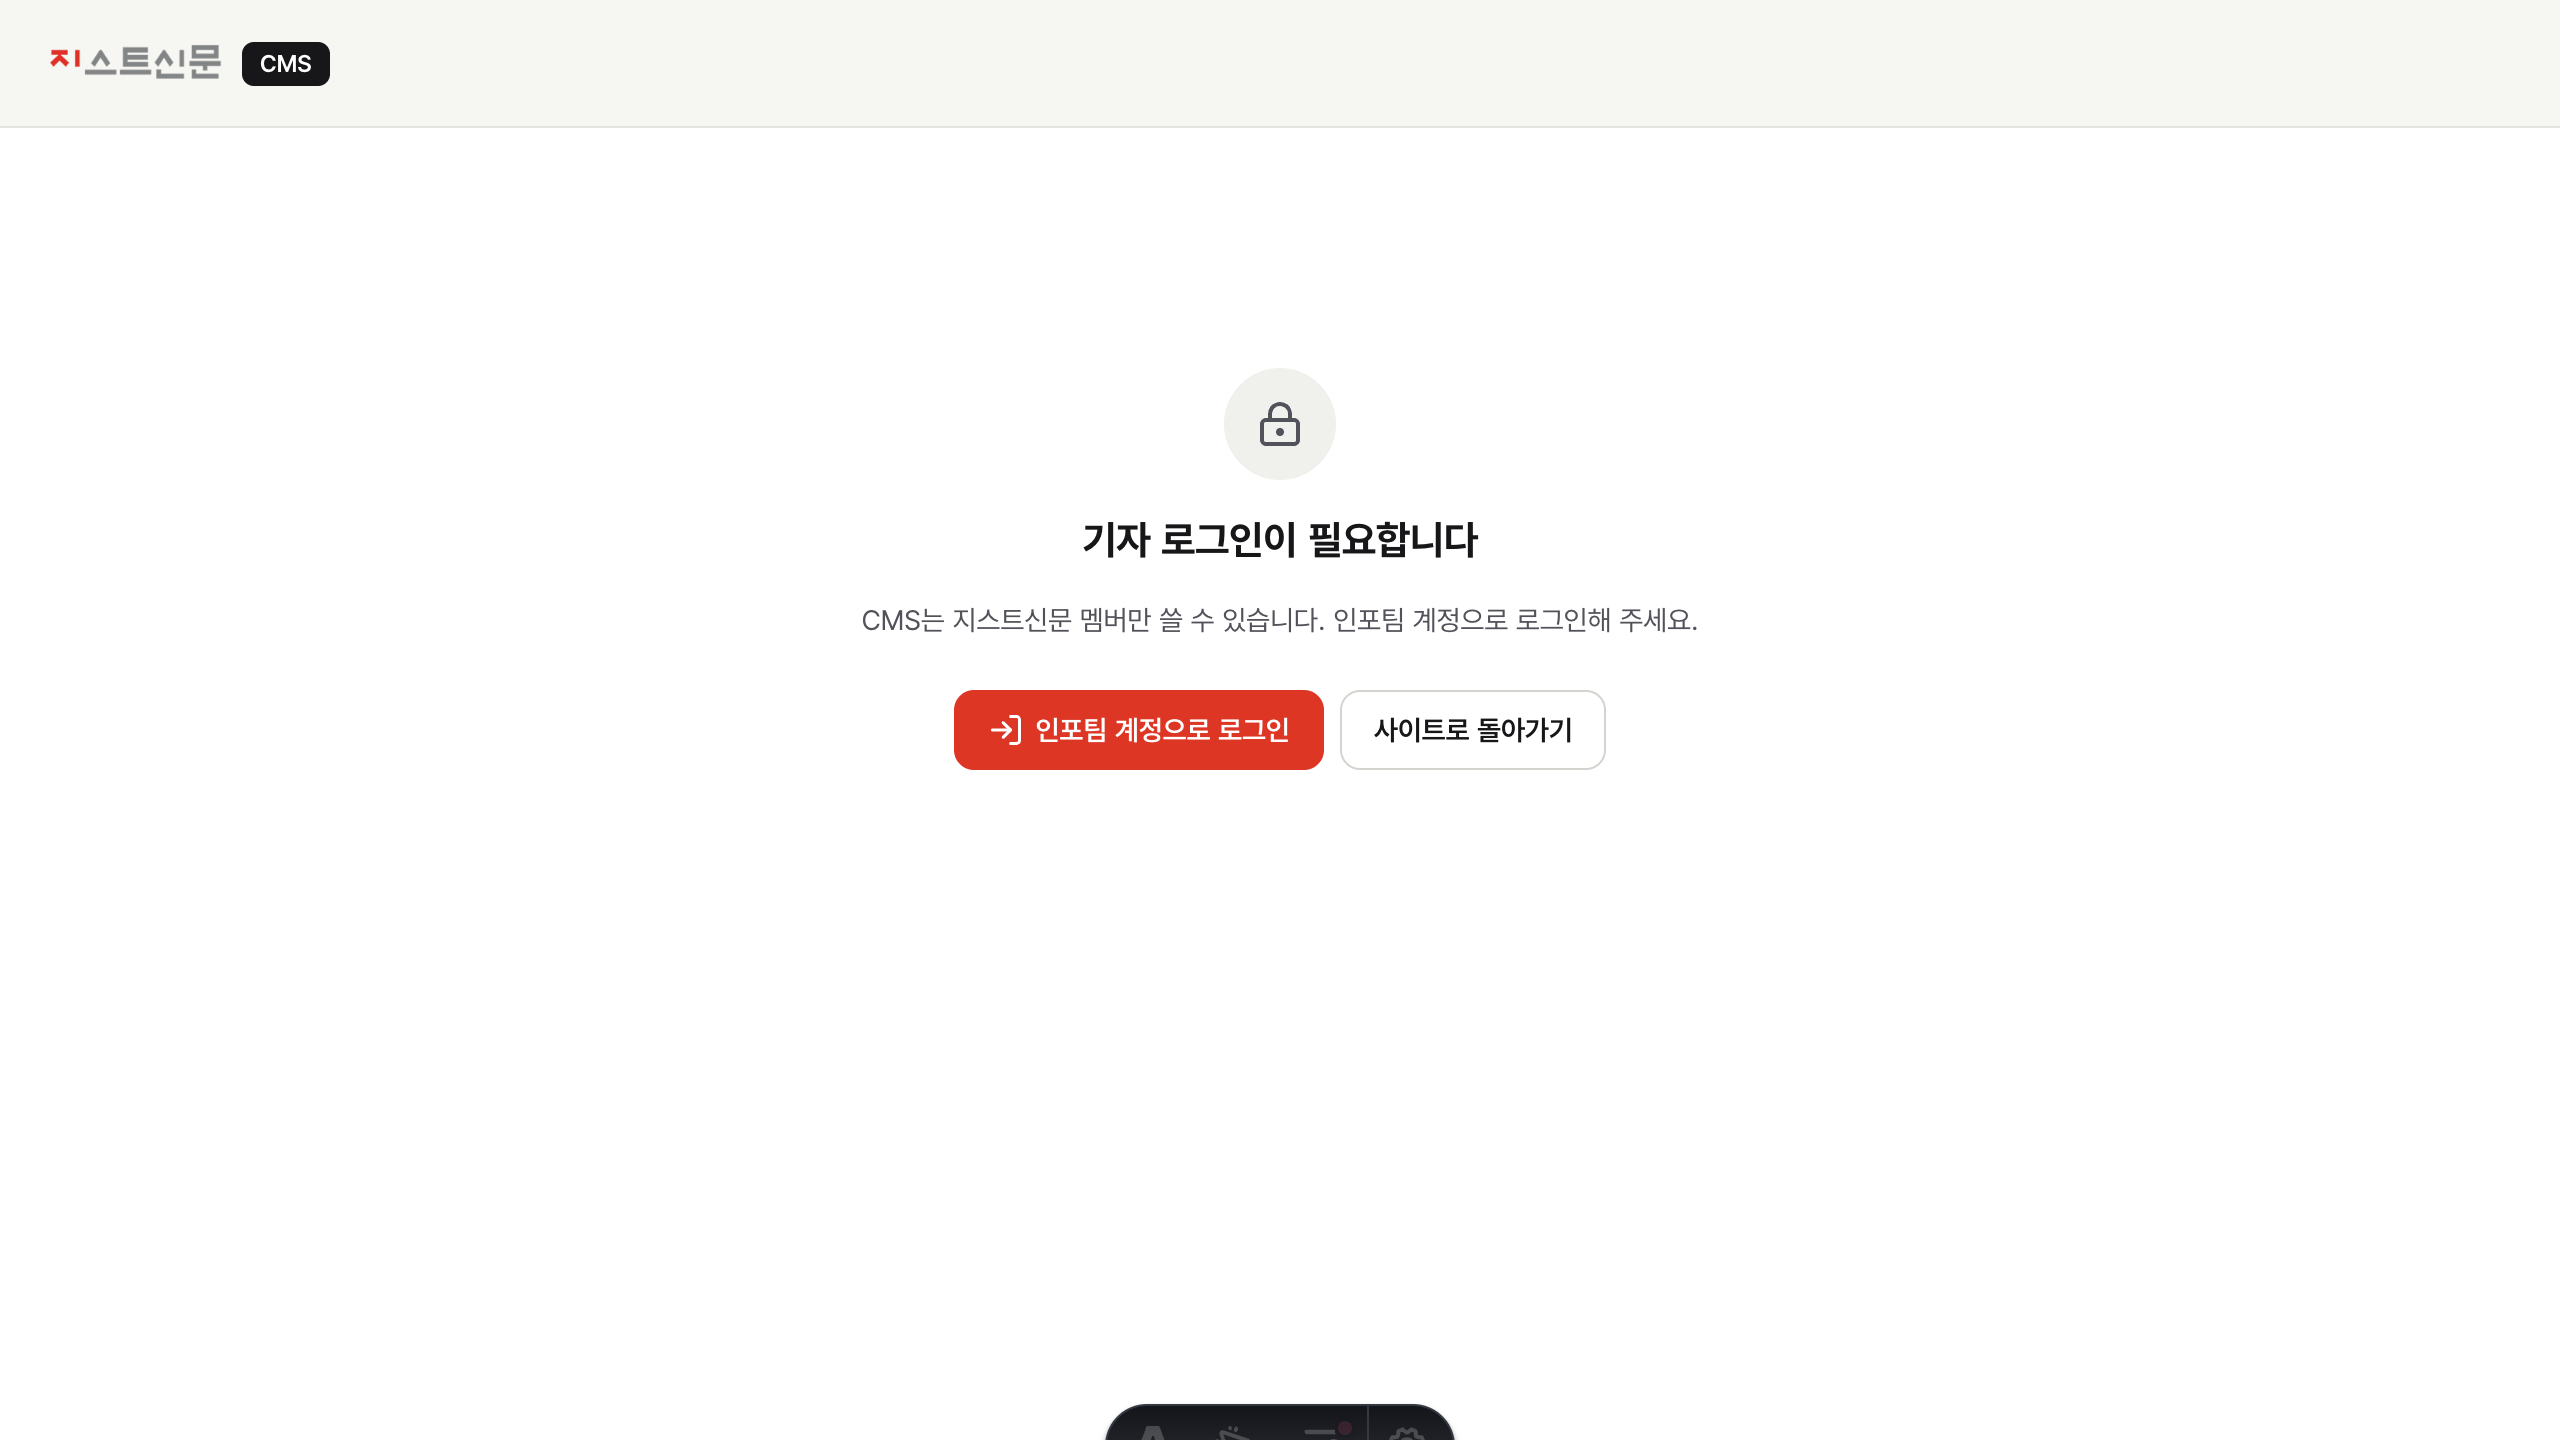 지스트신문 CMS
기자 로그인이 필요합니다
CMS는 지스트신문 멤버만 쓸 수 있습니다. 인포팀 계정으로 로그인해 주세요.
인포팀 계정으로 로그인 사이트로 돌아가기